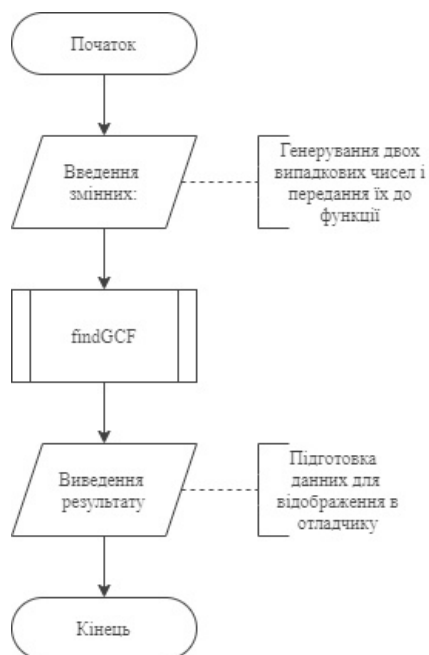 Початок
Введення
змінних:
Генерування двох
випадкових чисел і
передання їх до
функції
findGCF
Виведення
результату
Підготовка
данних для
відображення в
отладчику
Кінець